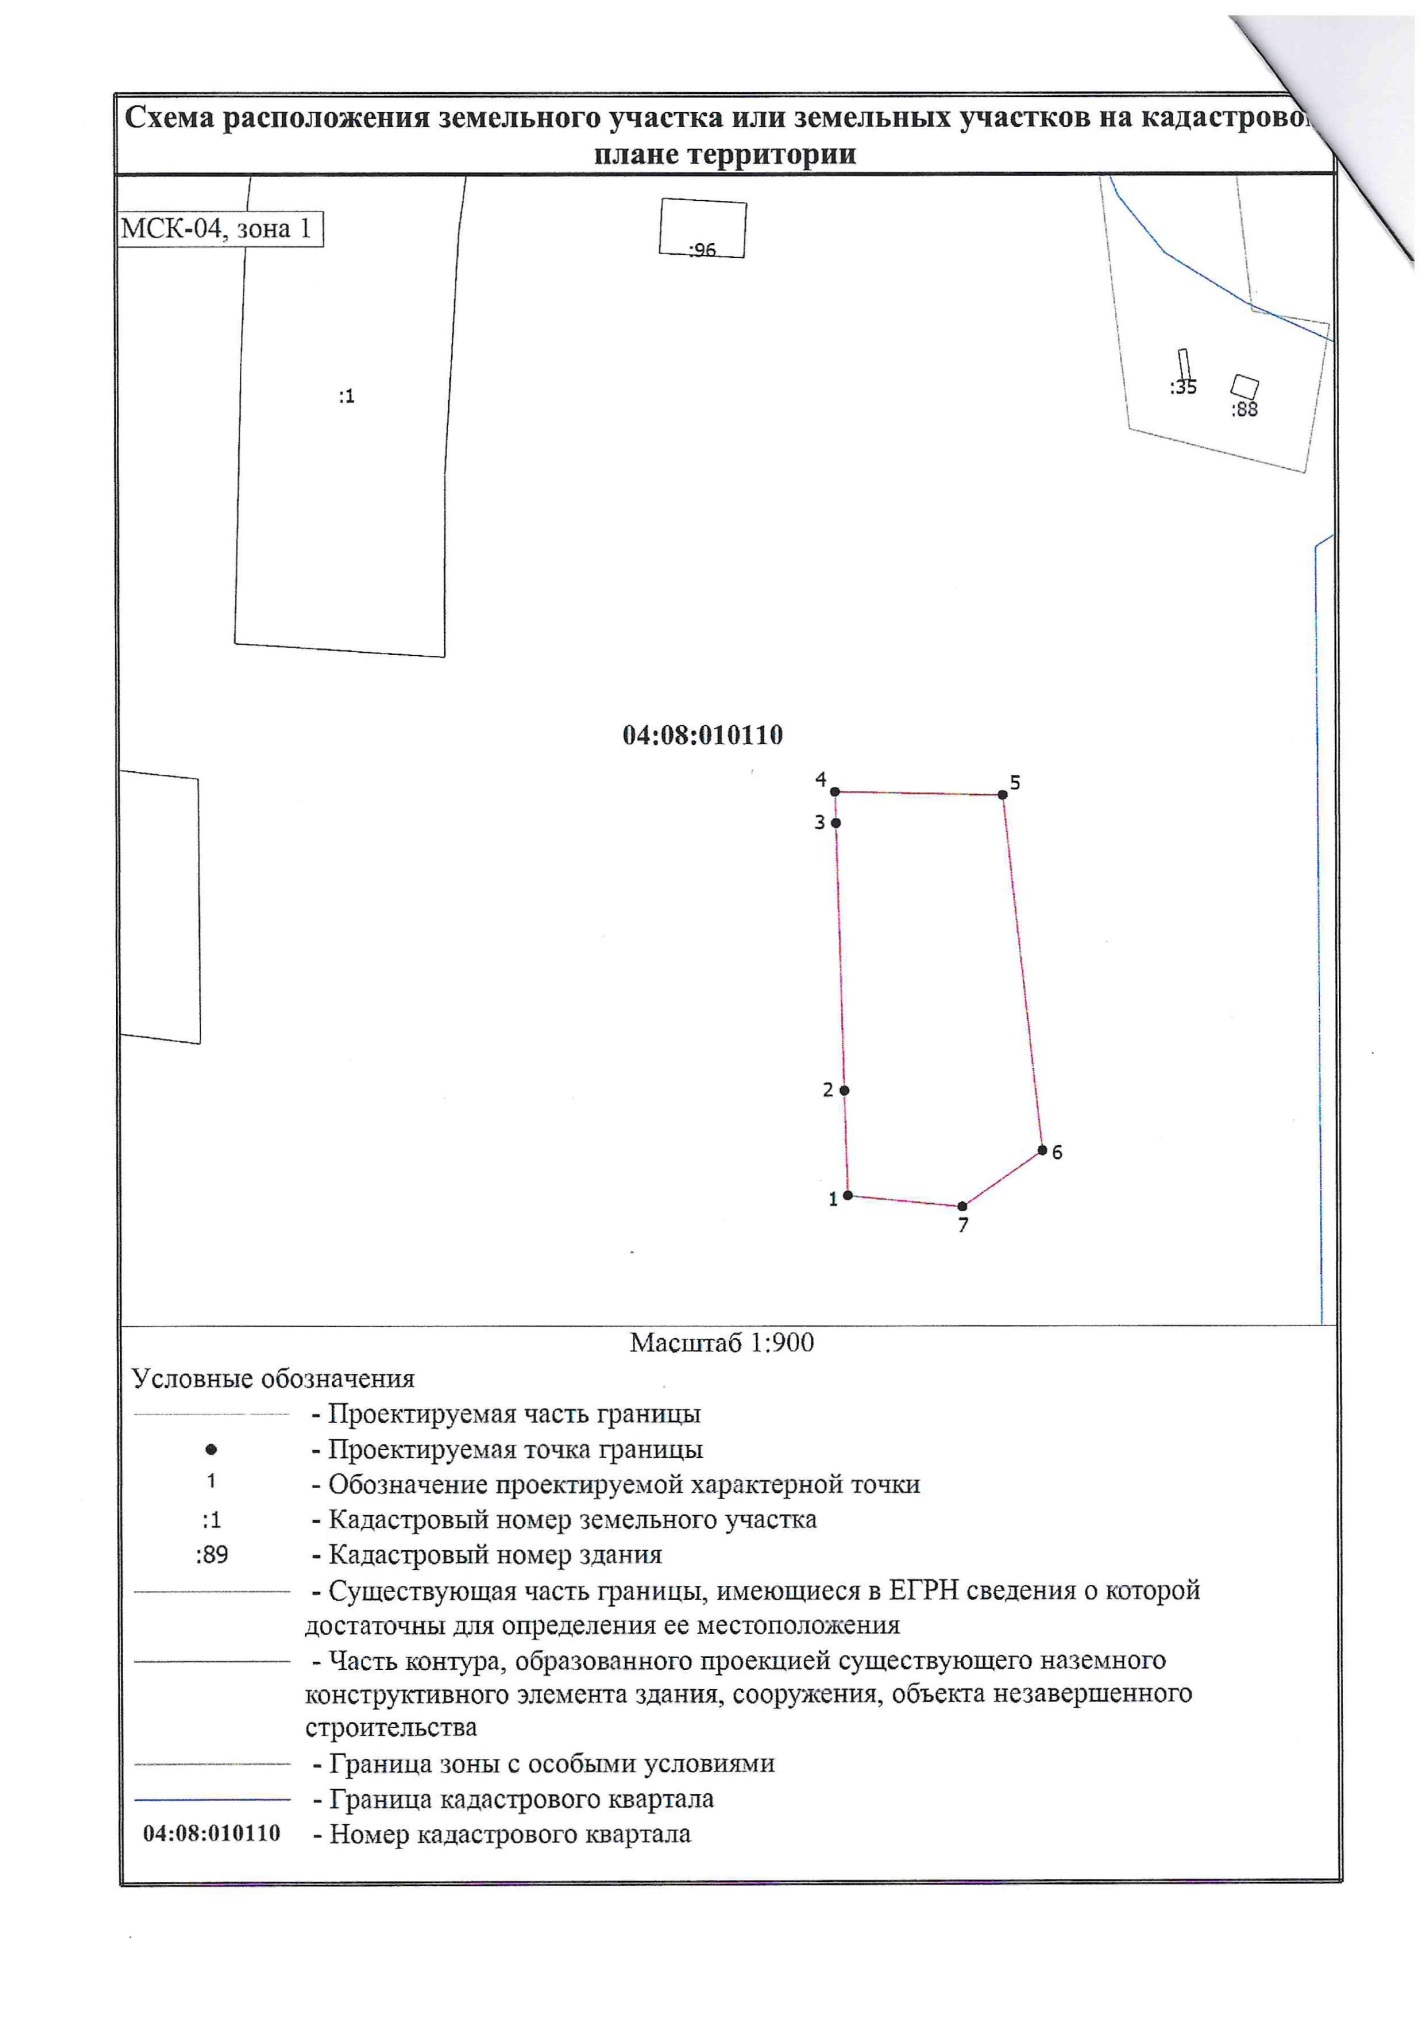 Схема расположения земельного участка или земельных участков на
плане территории
МСК-04, зона 1
:96
:1
:35
:88
04:08:010110
4
5
3
2
6
1
7
Масштаб 1:900
Условные обозначения
- Проектируемая часть границы
- Проектируемая точка границы
1 - Обозначение проектируемой характерной точки
:1 - Кадастровый номер земельного участка
:89 - Кадастровый номер здания
- Существующая часть границы, имеющиеся в ЕГРН сведения о которой
достаточны для определения ее местоположения
- Часть контура, образованного проекцией существующего наземного
конструктивного элемента здания, сооружения, объекта незавершенного
строительства
- Граница зоны с особыми условиями
- Граница кадастрового квартала
04:08:010110 - Номер кадастрового квартала